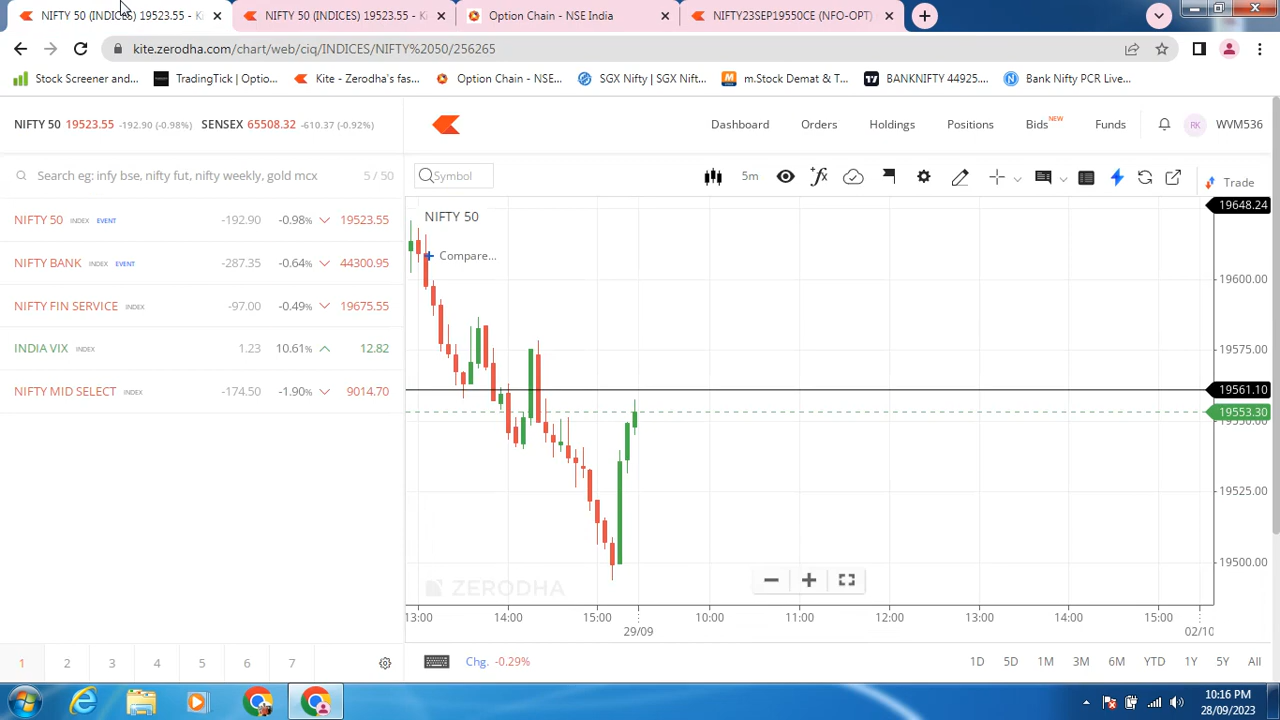 NIFTY 50 (INDICES) 19523.55 - Ki
NIFTY 50 (INDICES) 19523.55 - Ki
Option Chain - NSE India
NIFTY23SEP19550CE (NFO-OPT)
kite.zerodha.com/chart/web/ciq/INDICES/NIFTY%2050/256265
Stock Screener and...
TradingTick | Optio...
Kite - Zerodha's fas...
Option Chain - NSE...
SGX Nifty | SGX Nift...
m.Stock Demat & T...
BANKNIFTY 44925....
Bank Nifty PCR Live...
NIFTY 50 19523.55 -192.90 (-0.98%) SENSEX 65508.32 -610.37 (-0.92%)
Dashboard Orders Holdings Positions Bids NEW Funds RK WVM536
Search eg: infy bse, nifty fut, nifty weekly, gold mcx 5 / 50
Symbol 5m Trade
NIFTY 50 INDEX EVENT -192.90 -0.98% 19523.55
NIFTY BANK INDEX EVENT -287.35 -0.64% 44300.95
NIFTY FIN SERVICE INDEX -97.00 -0.49% 19675.55
INDIA VIX INDEX 1.23 10.61% 12.82
NIFTY MID SELECT INDEX -174.50 -1.90% 9014.70
NIFTY 50
Compare...
19648.24
19600.00
19575.00
19561.10
19553.30
19550.00
19525.00
19500.00
ZERODHA
13:00 14:00 15:00 10:00 11:00 12:00 13:00 14:00 15:00
29/09 02/10
1 2 3 4 5 6 7
Chg. -0.29%
1D 5D 1M 3M 6M YTD 1Y 5Y All
10:16 PM
28/09/2023